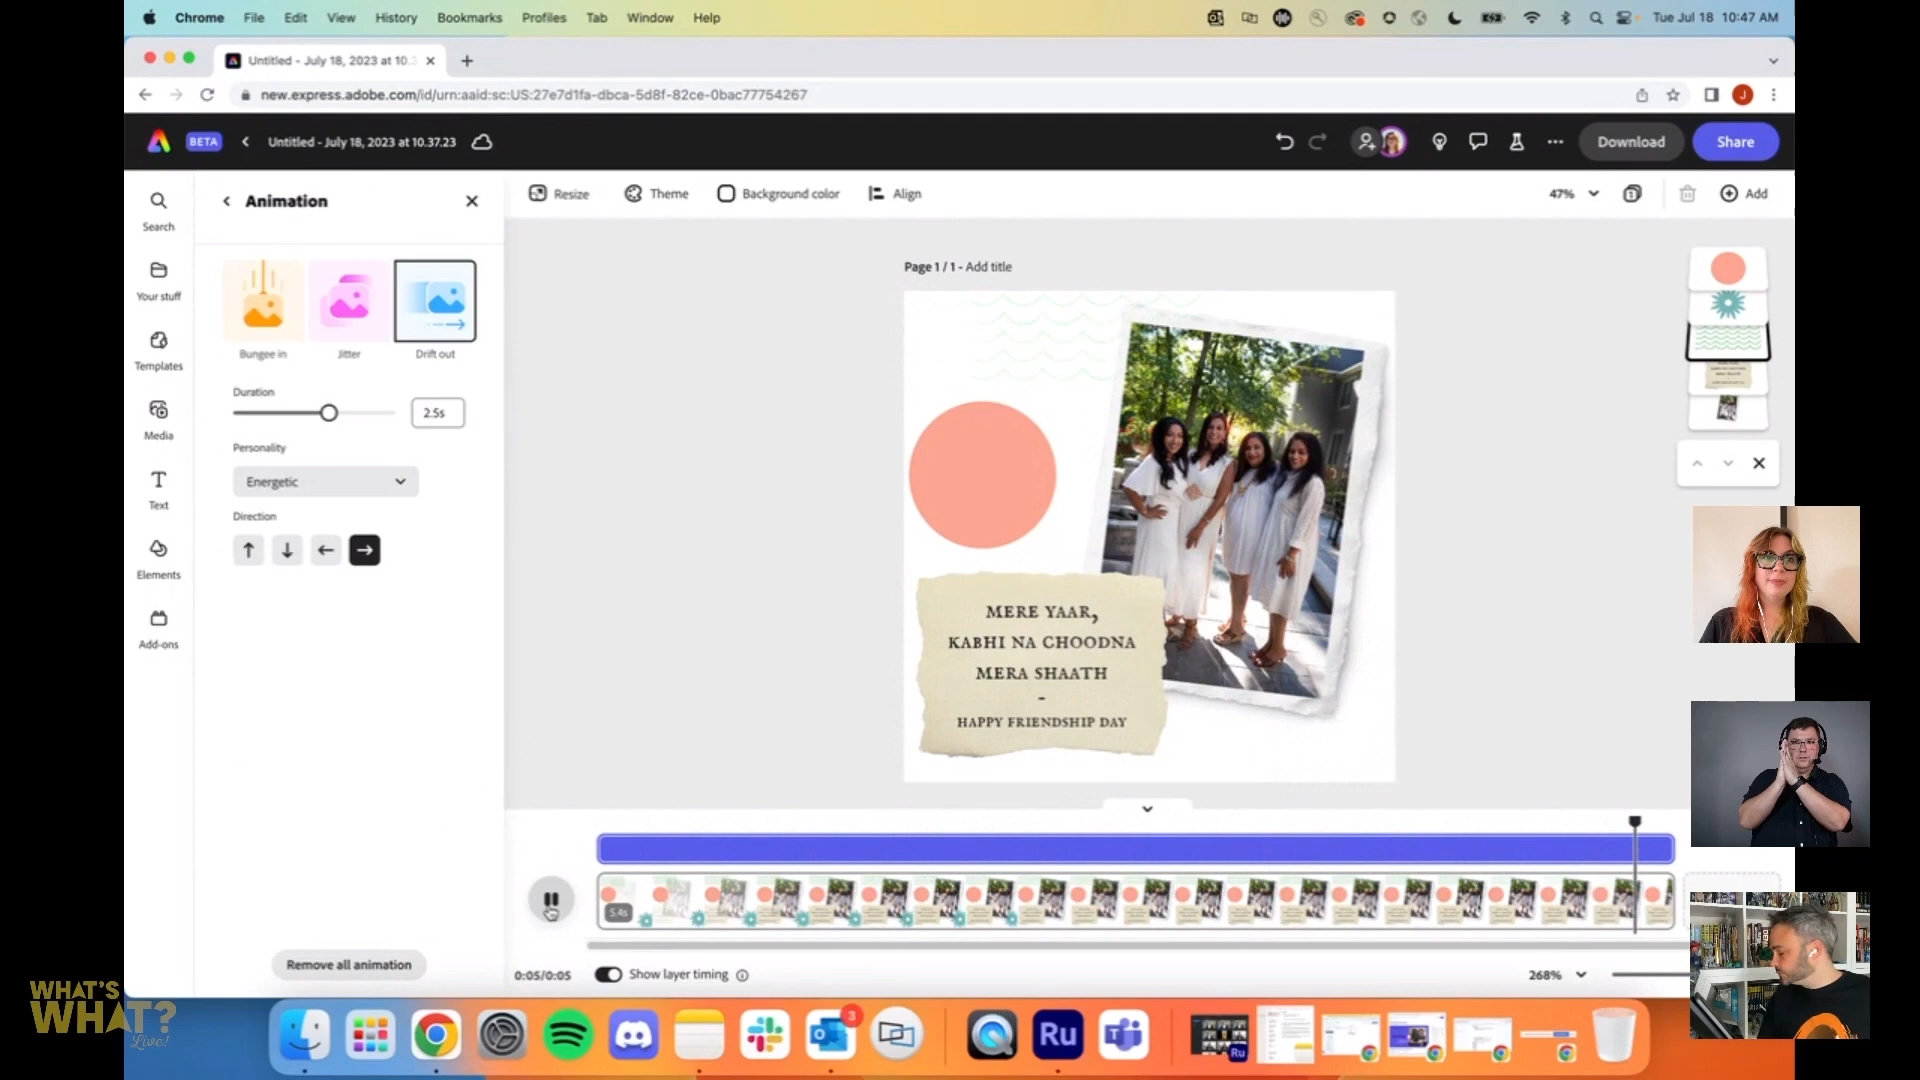 Chrome File Edit View History Bookmarks Profiles Tab Window Help
Tue Jul 18 10:47 AM
Untitled - July 18, 2023 at 10.
new.express.adobe.com/id/urn:aaid:sc:US:27e7d1fa-dbca-5d8f-82ce-0bac77754267
J
BETA
Untitled - July 18, 2023 at 10.37.23
Download
Share
Search
Your stuff
Templates
Media
Text
Elements
Add-ons
Animation
Bungee in
Jitter
Drift out
Duration
2.5s
Personality
Energetic
Direction
Remove all animation
Resize
Theme
Background color
Align
47%
1
Add
Page 1 / 1 - Add title
MERE YAAR,
KABHI NA CHOODNA
MERA SHAATH
-
HAPPY FRIENDSHIP DAY
5.4s
0:05/0:05
Show layer timing
268%
WHAT'S
WHAT?
Live!
3
Ru
Ru